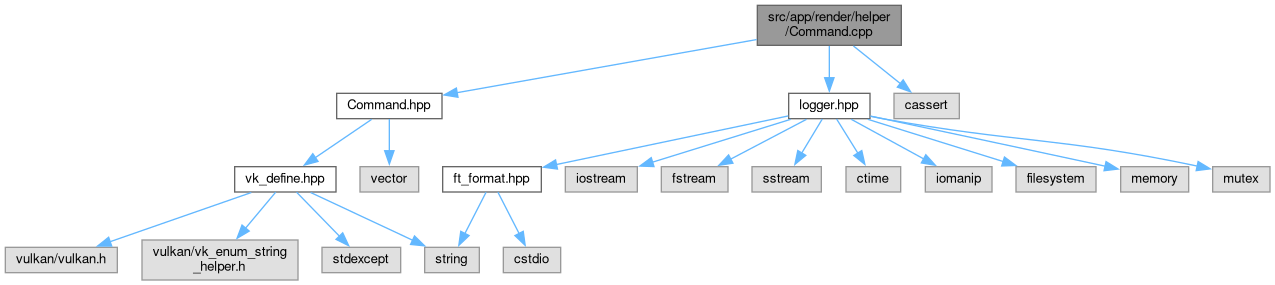 src/app/render/helper
/Command.cpp
Command.hpp
logger.hpp
cassert
vk_define.hpp
vector
ft_format.hpp
iostream
fstream
sstream
ctime
iomanip
filesystem
memory
mutex
vulkan/vulkan.h
vulkan/vk_enum_string
_helper.h
stdexcept
string
cstdio